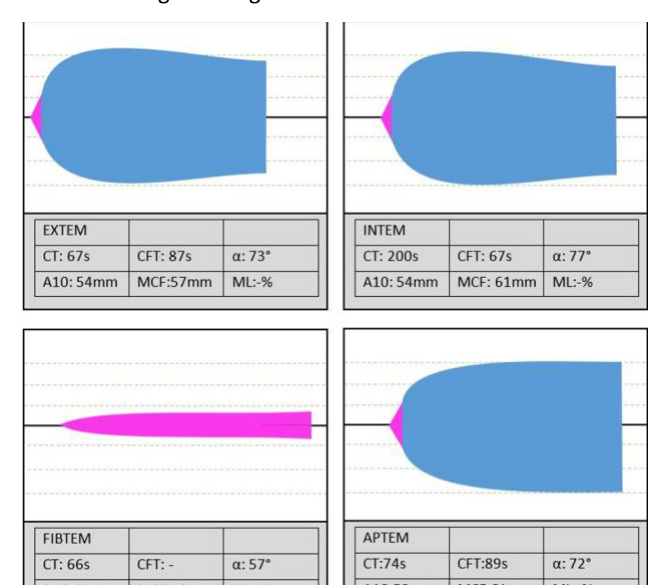 EXTEM
CT: 67s CFT: 87s α: 73°
A10: 54mm MCF:57mm ML:-%
INTEM
CT: 200s CFT: 67s α: 77°
A10: 54mm MCF: 61mm ML:-%
FIBTEM
CT: 66s CFT: - α: 57°
APTEM
CT:74s CFT:89s α: 72°